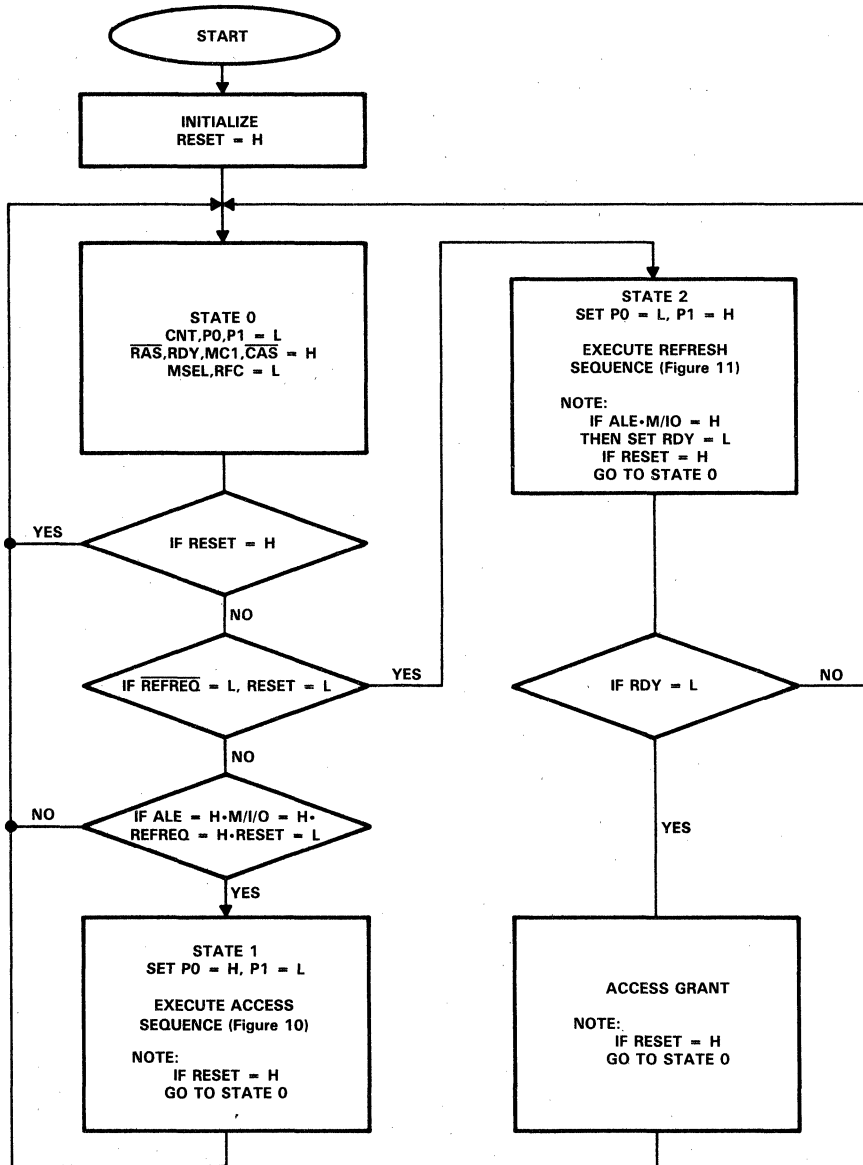 START
INITIALIZE
RESET = H
STATE 0
CNT,P0,P1 = L
R̅A̅S̅,RDY,MC1,C̅A̅S̅ = H
MSEL,RFC = L
YES
IF RESET = H
NO
IF R̅E̅F̅R̅E̅Q̅ = L, RESET = L
YES
NO
NO
IF ALE = H•M/I/O = H•
REFREQ = H•RESET = L
YES
STATE 1
SET P0 = H, P1 = L
EXECUTE ACCESS
SEQUENCE (Figure 10)
NOTE:
IF RESET = H
GO TO STATE 0
STATE 2
SET P0 = L, P1 = H
EXECUTE REFRESH
SEQUENCE (Figure 11)
NOTE:
IF ALE•M/IO = H
THEN SET RDY = L
IF RESET = H
GO TO STATE 0
IF RDY = L
NO
YES
ACCESS GRANT
NOTE:
IF RESET = H
GO TO STATE 0